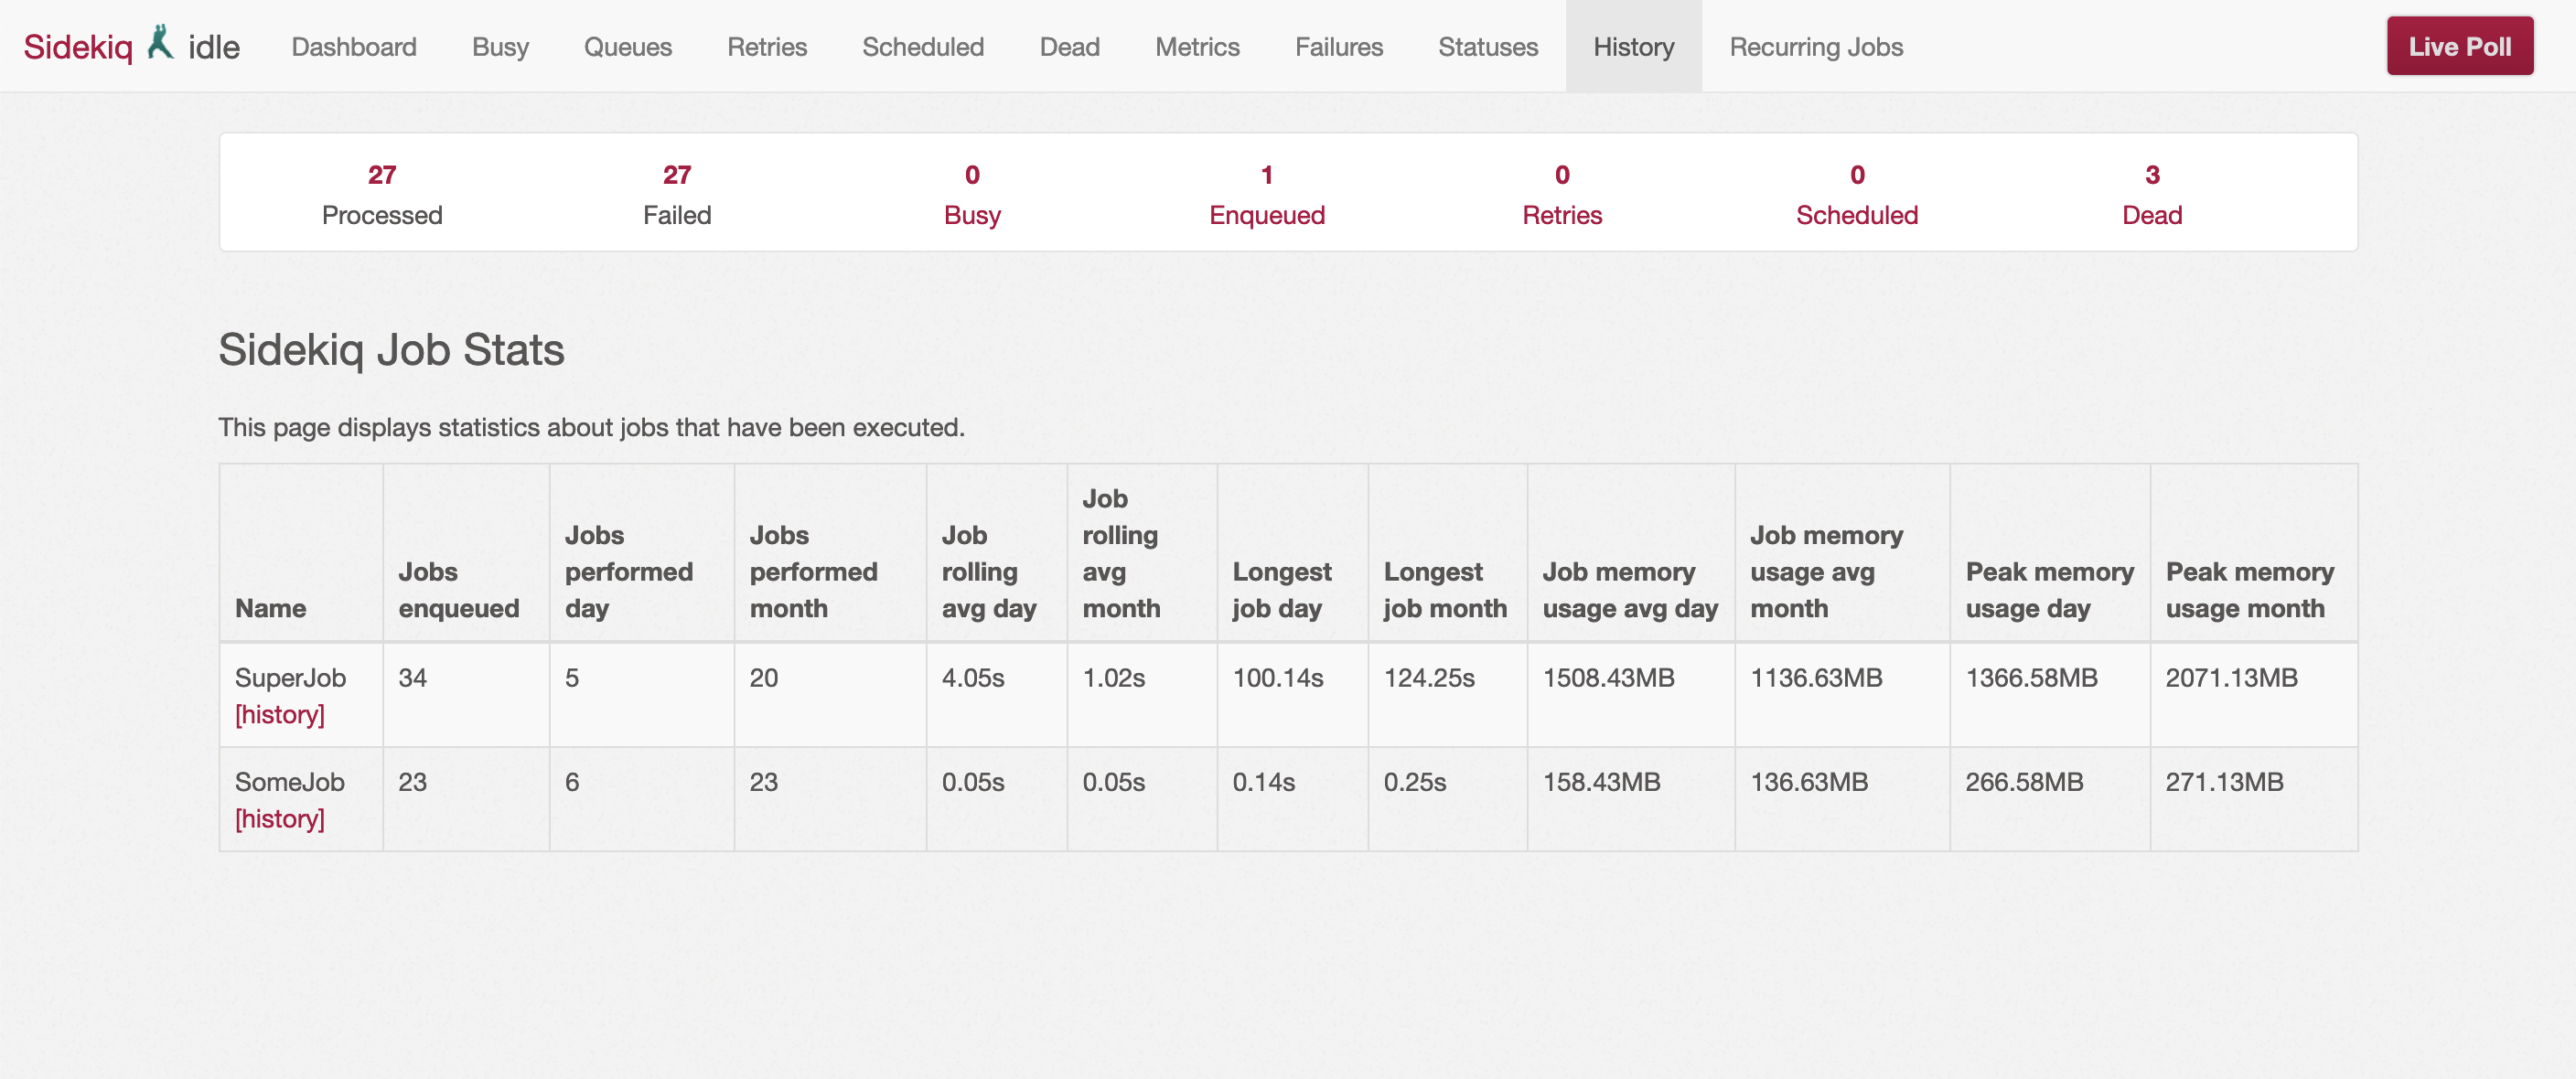 Sidekiq idle Dashboard Busy Queues Retries Scheduled Dead Metrics Failures Statuses History Recurring Jobs Live Poll
27 27 0 1 0 0 3
Processed Failed Busy Enqueued Retries Scheduled Dead
Sidekiq Job Stats
This page displays statistics about jobs that have been executed.
Name
Jobs
enqueued
Jobs
performed
day
Jobs
performed
month
Job
rolling
avg day
Job
rolling
avg
month
Longest
job day
Longest
job month
Job memory
usage avg day
Job memory
usage avg
month
Peak memory
usage day
Peak memory
usage month
SuperJob 34 5 20 4.05s 1.02s 100.14s 124.25s 1508.43MB 1136.63MB 1366.58MB 2071.13MB
[history]
SomeJob 23 6 23 0.05s 0.05s 0.14s 0.25s 158.43MB 136.63MB 266.58MB 271.13MB
[history]